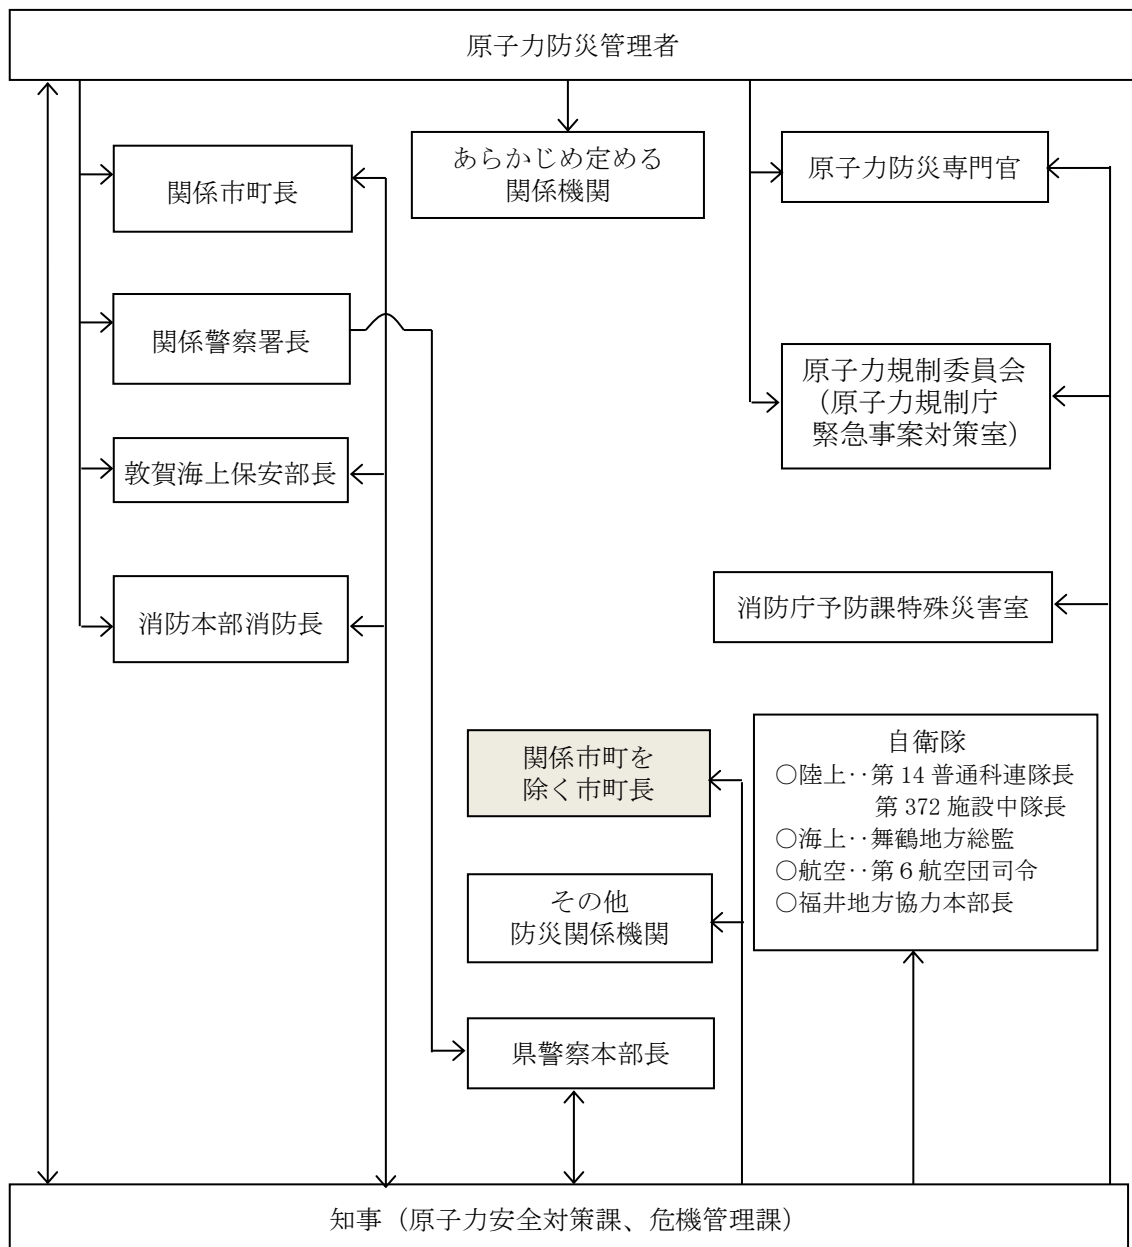 原子力防災管理者
あらかじめ定める
関係機関
原子力防災専門官
関係市町長
関係警察署長
原子力規制委員会
（原子力規制庁
緊急事案対策室）
敦賀海上保安部長
消防本部消防長
消防庁予防課特殊災害室
関係市町を
除く市町長
自衛隊
○陸上‥第 14 普通科連隊長
第 372 施設中隊長
○海上‥舞鶴地方総監
○航空‥第６航空団司令
○福井地方協力本部長
その他
防災関係機関
県警察本部長
知事（原子力安全対策課、危機管理課）